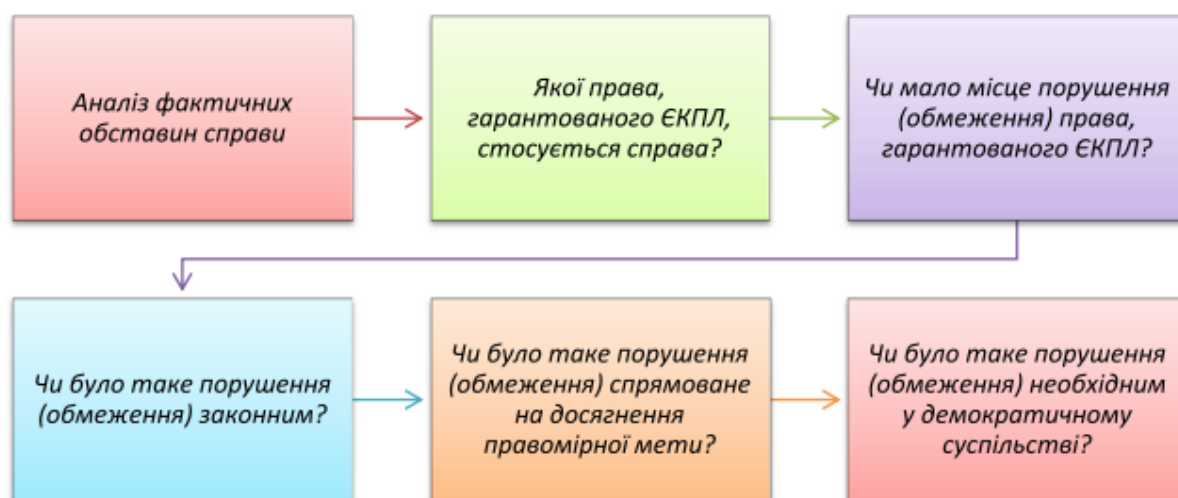 Аналіз фактичних
обставин справи
Якої права,
гарантованого ЄКПЛ,
стосується справа?
Чи мало місце порушення
(обмеження) права,
гарантованого ЄКПЛ?
Чи було таке порушення
(обмеження) законним?
Чи було таке порушення
(обмеження) спрямоване
на досягнення
правомірної мети?
Чи було таке порушення
(обмеження) необхідним
у демократичному
суспільстві?